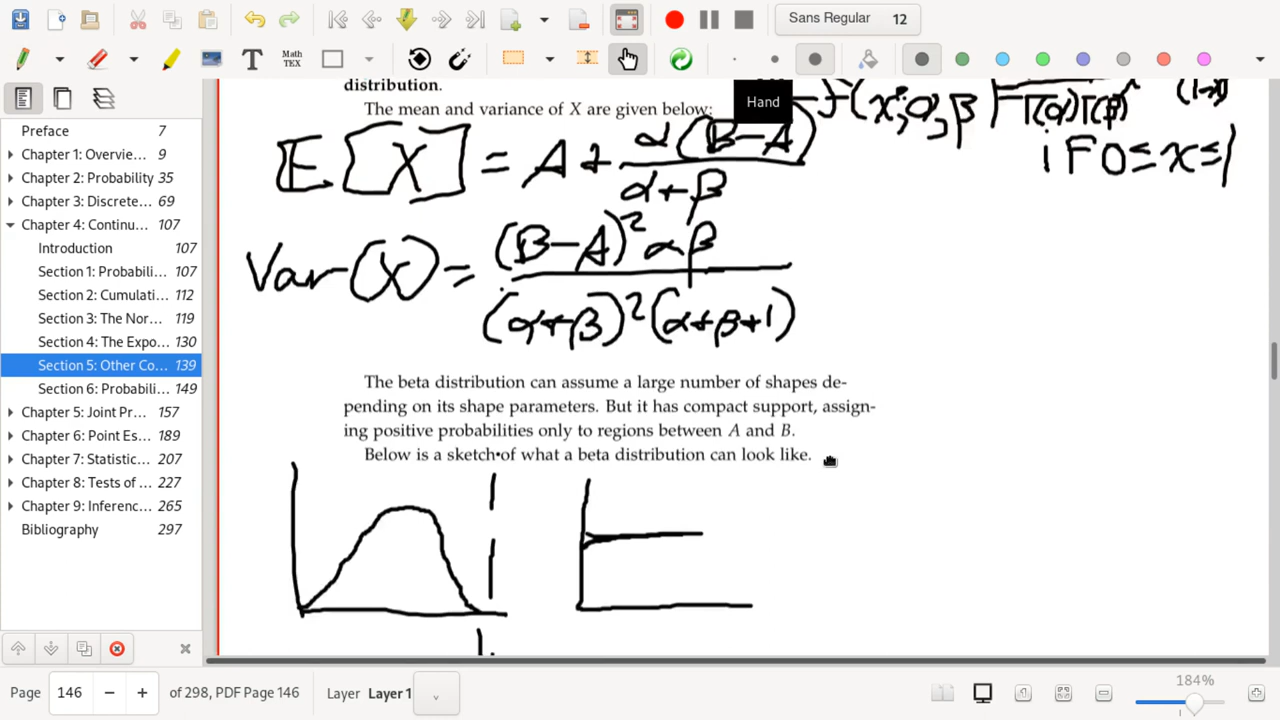 Sans Regular 12
Math
TEX
Preface 7
Chapter 1: Overvie... 9
Chapter 2: Probability 35
Chapter 3: Discrete... 69
Chapter 4: Continu... 107
Introduction 107
Section 1: Probabili... 107
Section 2: Cumulati... 112
Section 3: The Nor... 119
Section 4: The Expo... 130
Section 5: Other Co... 139
Section 6: Probabili... 149
Chapter 5: Joint Pr... 157
Chapter 6: Point Es... 189
Chapter 7: Statistic... 207
Chapter 8: Tests of ... 227
Chapter 9: Inferenc... 265
Bibliography 297
distribution.
The mean and variance of X are given below:
Hand
f(x; α, β) = Γ(α)Γ(β) (1-x)
if 0 ≤ x ≤ 1
E[X] = A + α(B-A) / α+β
Var(X) = (B-A)² αβ / (α+β)²(α+β+1)
The beta distribution can assume a large number of shapes de-
pending on its shape parameters. But it has compact support, assign-
ing positive probabilities only to regions between A and B.
Below is a sketch of what a beta distribution can look like.
Page 146 of 298, PDF Page 146 Layer Layer 1 184%